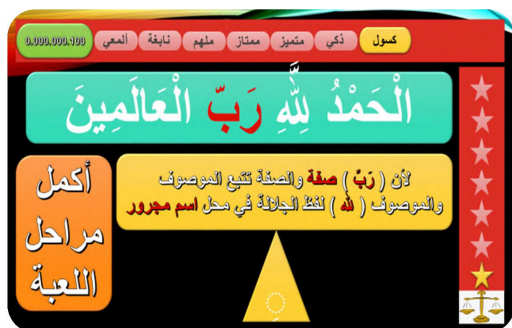 كسول ذكي متميز ممتاز ملهم نابغة ألمعي 0.000.000.100
الْحَمْدُ لِلَّهِ رَبِّ الْعَالَمِينَ
لأن ( رَبِّ ) صفة والصفة تتبع الموصوف
والموصوف ( لله ) لفظ الجلالة في محل اسم مجرور
أكمل
مراحل
اللعبة